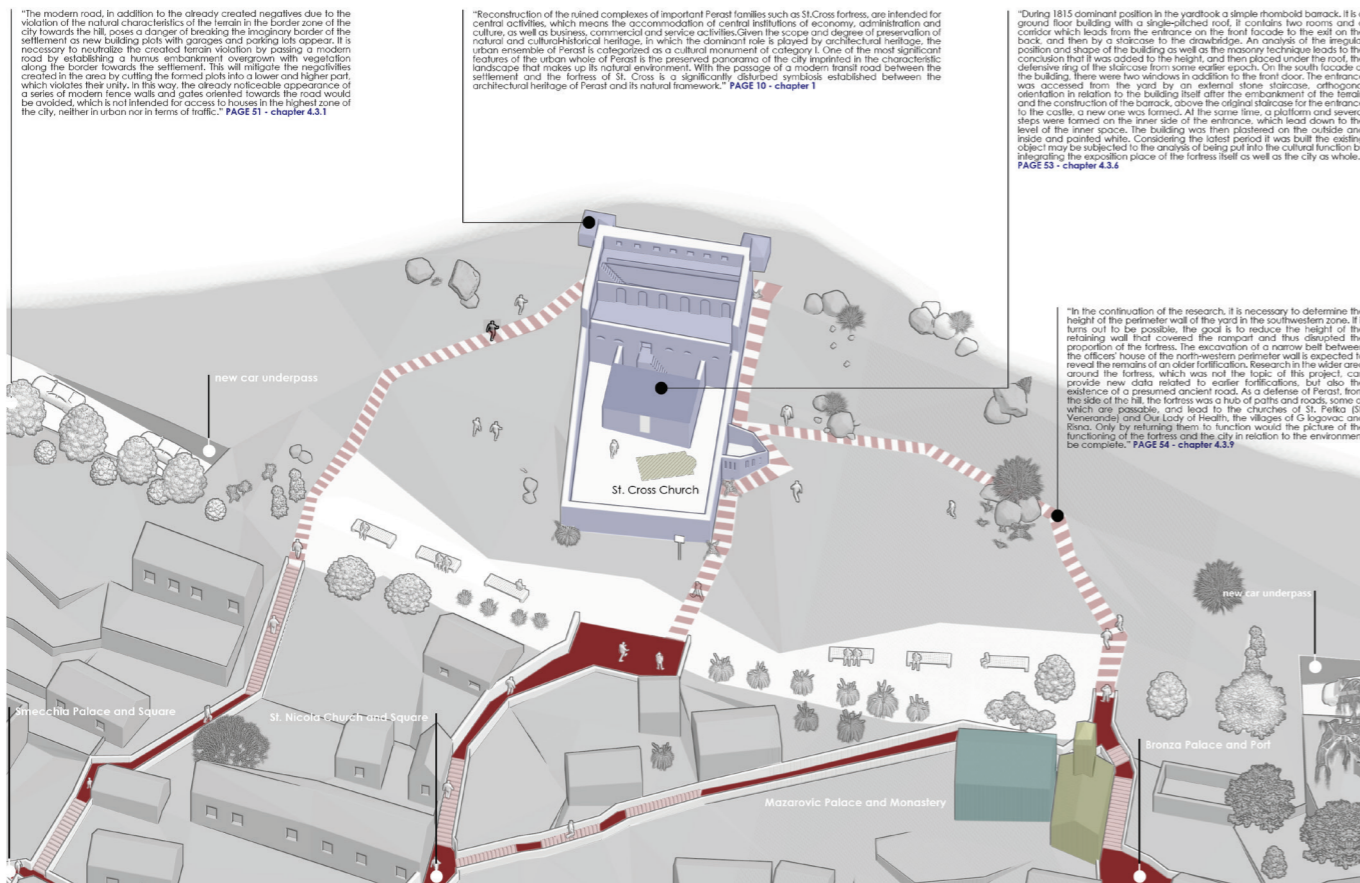 "The modern road, in addition to the already created negatives due to the
violation of the natural characteristics of the terrain in the border zone of the
city towards the hill, poses a danger of breaking the imaginary border of the
settlement as new building plots with garages and parking lots appear. It is
necessary to neutralize the created terrain violation by passing a modern
road by establishing a humus embankment overgrown with vegetation
along the border towards the settlement. This will mitigate the negativities
created in the area by cutting the formed plots into a lower and higher part,
which violates their unity. In this way, the already noticeable appearance of
a series of modern fence walls and gates oriented towards the road would
be avoided, which is not intended for access to houses in the highest zone of
the city, neither in urban nor in terms of traffic." PAGE 51 - chapter 4.3.1
"Reconstruction of the ruined complexes of important Perast families such as St.Cross fortress, are intended for
central activities, which means the accommodation of central institutions of economy, administration and
culture, as well as business, commercial and service activities.Given the scope and degree of preservation of
natural and cultural-historical heritage, in which the dominant role is played by architectural heritage, the
urban ensemble of Perast is categorized as a cultural monument of category I. One of the most significant
features of the urban whole of Perast is the preserved panorama of the city imprinted in the characteristic
landscape that makes up its natural environment. With the passage of a modern transit road between the
settlement and the fortress of St. Cross is a significantly disturbed symbiosis established between the
architectural heritage of Perast and its natural framework." PAGE 10 - chapter 1
"During 1815 dominant position in the yardtook a simple rhomboid barrack. It is
ground floor building with a single-pitched roof, it contains two rooms and
corridor which leads from the entrance on the front facade to the exit on the
back, and then by a staircase to the drawbridge. An analysis of the irregula
position and shape of the building as well as the masonry technique leads to the
conclusion that it was added to the height, and then placed under the roof, the
defensive ring of the staircase from some earlier epoch. On the south facade o
the building, there were two windows in addition to the front door. The entrance
was accessed from the yard by an external stone staircase, orthogona
orientation in relation to the building itself after the embankment of the terrain
and the construction of the barrack, above the original staircase for the entrance
to the castle, a new one was formed. At the same time, a platform and severa
steps were formed on the inner side of the entrance, which lead down to the
level of the inner space. The building was then plastered on the outside and
inside and painted white. Considering the latest period it was built the existing
object may be subjected to the analysis of being put into the cultural function b
integrating the exposition place of the fortress itself as well as the city as whole.
PAGE 53 - chapter 4.3.6
"In the continuation of the research, it is necessary to determine the
height of the perimeter wall of the yard in the southwestern zone. If i
turns out to be possible, the goal is to reduce the height of the
retaining wall that covered the rampart and thus disrupted the
proportion of the fortress. The excavation of a narrow belt between
the officers' house of the north-western perimeter wall is expected to
reveal the remains of an older fortification. Research in the wider area
around the fortress, which was not the topic of this project, can
provide new data related to earlier fortifications, but also the
existence of a presumed ancient road. As a defense of Perast, from
the side of the hill, the fortress was a hub of paths and roads, some o
which are passable, and lead to the churches of St. Petka (St
Venerande) and Our Lady of Health, the villages of G logovac and
Risna. Only by returning them to function would the picture of the
functioning of the fortress and the city in relation to the environment
be complete." PAGE 54 - chapter 4.3.9
new car underpass
St. Cross Church
new car underpass
Smecchia Palace and Square
St. Nicola Church and Square
Bronza Palace and Port
Mazarovic Palace and Monastery